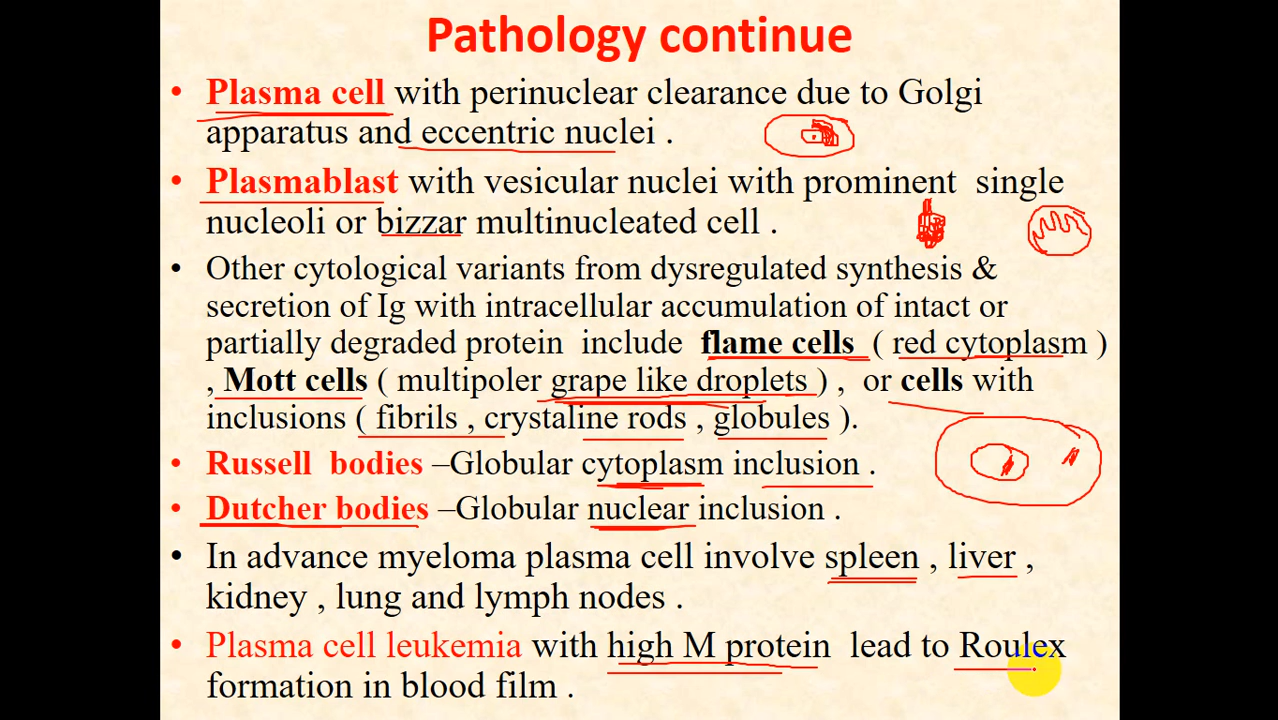 Pathology continue
• Plasma cell with perinuclear clearance due to Golgi
apparatus and eccentric nuclei .
• Plasmablast with vesicular nuclei with prominent single
nucleoli or bizzar multinucleated cell .
• Other cytological variants from dysregulated synthesis &
secretion of Ig with intracellular accumulation of intact or
partially degraded protein include flame cells ( red cytoplasm )
, Mott cells ( multipoler grape like droplets ) , or cells with
inclusions ( fibrils , crystaline rods , globules ).
• Russell bodies –Globular cytoplasm inclusion .
• Dutcher bodies –Globular nuclear inclusion .
• In advance myeloma plasma cell involve spleen , liver ,
kidney , lung and lymph nodes .
• Plasma cell leukemia with high M protein lead to Roulex
formation in blood film .